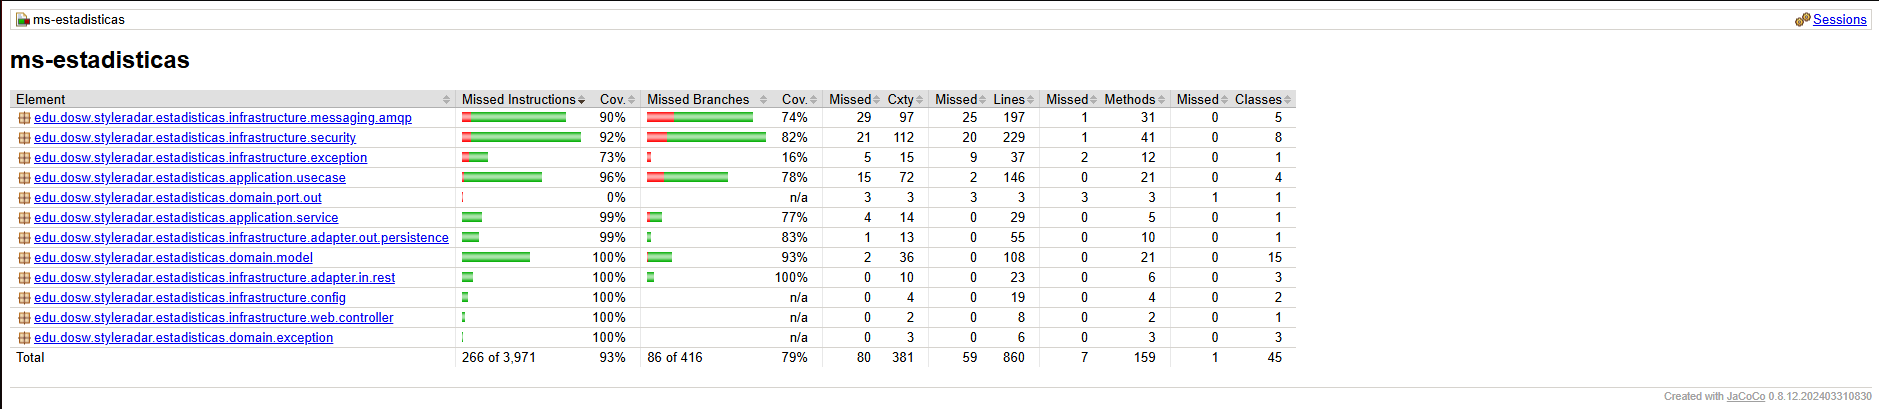 ms-estadisticas Sessions
ms-estadisticas
Element Missed Instructions Cov. Missed Branches Cov. Missed Cxty Missed Lines Missed Methods Missed Classes
edu.dosw.styleradar.estadisticas.infrastructure.messaging.amqp 90% 74% 29 97 25 197 1 31 0 5
edu.dosw.styleradar.estadisticas.infrastructure.security 92% 82% 21 112 20 229 1 41 0 8
edu.dosw.styleradar.estadisticas.infrastructure.exception 73% 16% 5 15 9 37 2 12 0 1
edu.dosw.styleradar.estadisticas.application.usecase 96% 78% 15 72 2 146 0 21 0 4
edu.dosw.styleradar.estadisticas.domain.port.out 0% n/a 3 3 3 3 3 3 1 1
edu.dosw.styleradar.estadisticas.application.service 99% 77% 4 14 0 29 0 5 0 1
edu.dosw.styleradar.estadisticas.infrastructure.adapter.out.persistence 99% 83% 1 13 0 55 0 10 0 1
edu.dosw.styleradar.estadisticas.domain.model 100% 93% 2 36 0 108 0 21 0 15
edu.dosw.styleradar.estadisticas.infrastructure.adapter.in.rest 100% 100% 0 10 0 23 0 6 0 3
edu.dosw.styleradar.estadisticas.infrastructure.config 100% n/a 0 4 0 19 0 4 0 2
edu.dosw.styleradar.estadisticas.infrastructure.web.controller 100% n/a 0 2 0 8 0 2 0 1
edu.dosw.styleradar.estadisticas.domain.exception 100% n/a 0 3 0 6 0 3 0 3
Total 266 of 3,971 93% 86 of 416 79% 80 381 59 860 7 159 1 45
Created with JaCoCo 0.8.12.202403310830